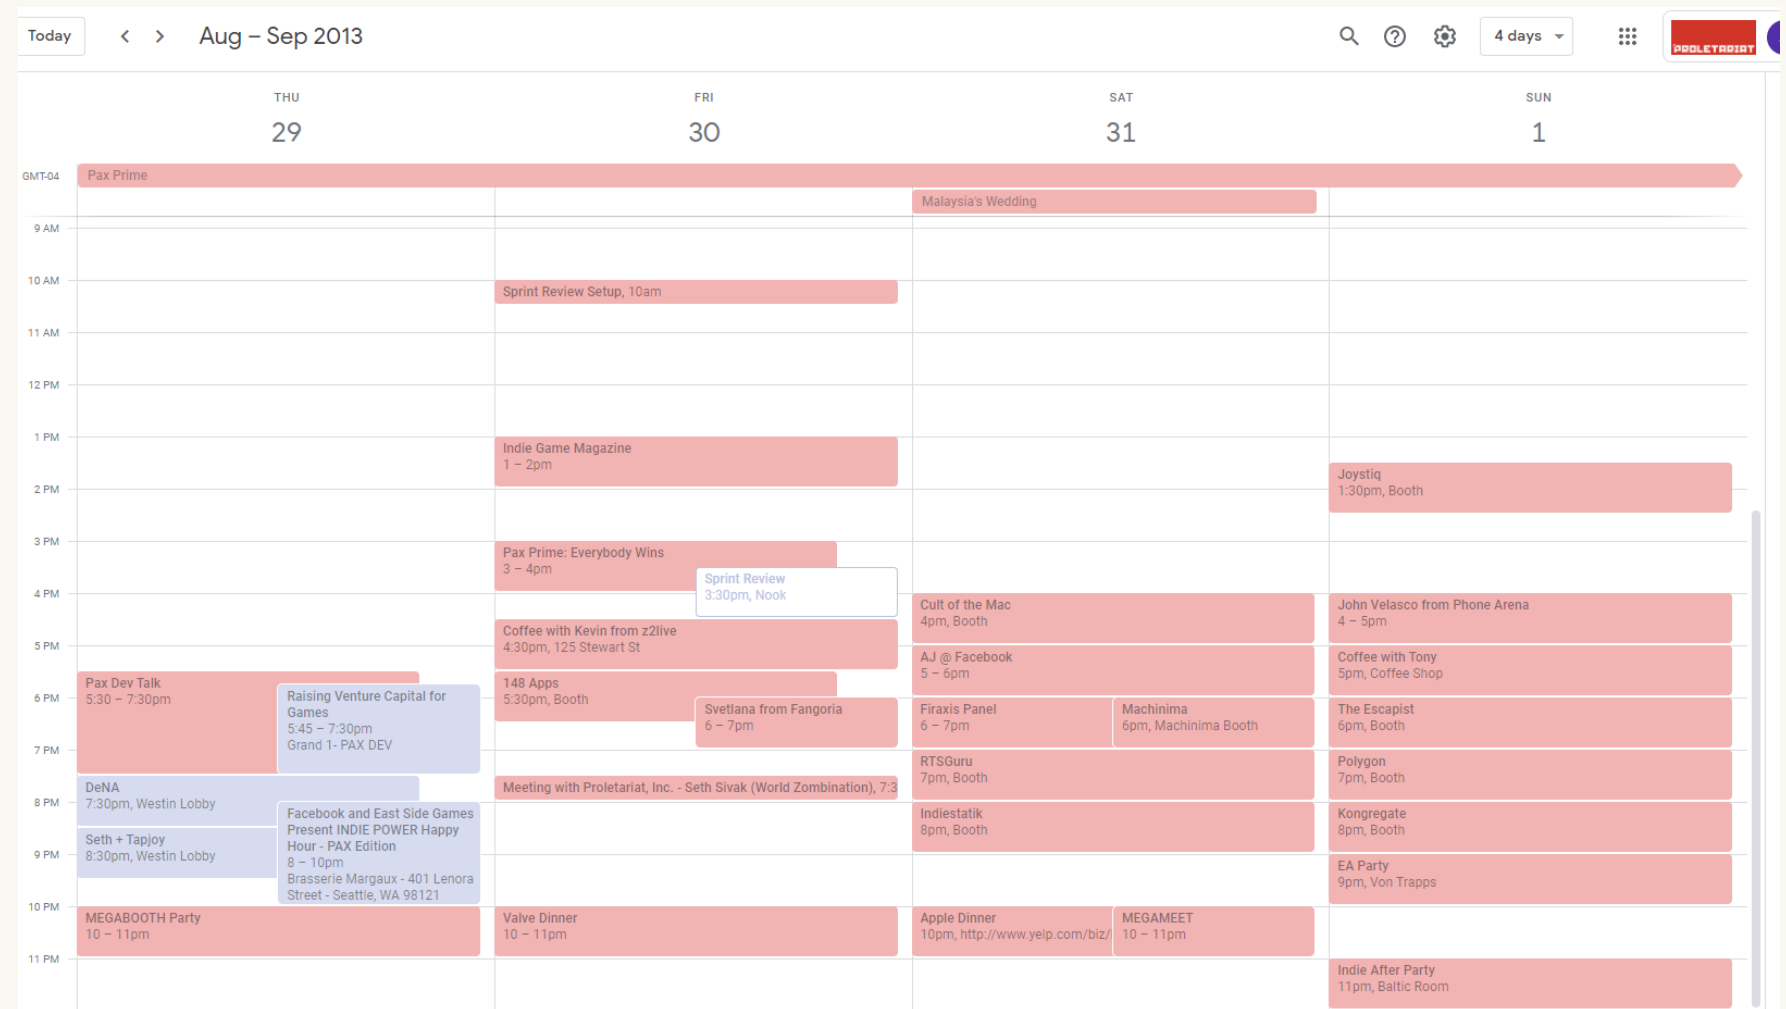 Today
Aug – Sep 2013
4 days
PROLETARIAT
THU
29
FRI
30
SAT
31
SUN
1
GMT-04
Pax Prime
Malaysia's Wedding
9 AM
10 AM
11 AM
12 PM
1 PM
2 PM
3 PM
4 PM
5 PM
6 PM
7 PM
8 PM
9 PM
10 PM
11 PM
Pax Dev Talk
5:30 – 7:30pm
Raising Venture Capital for
Games
5:45 – 7:30pm
Grand 1- PAX DEV
DeNA
7:30pm, Westin Lobby
Facebook and East Side Games
Present INDIE POWER Happy
Hour - PAX Edition
8 – 10pm
Brasserie Margaux - 401 Lenora
Street - Seattle, WA 98121
Seth + Tapjoy
8:30pm, Westin Lobby
MEGABOOTH Party
10 – 11pm
Sprint Review Setup, 10am
Indie Game Magazine
1 – 2pm
Pax Prime: Everybody Wins
3 – 4pm
Sprint Review
3:30pm, Nook
Coffee with Kevin from z2live
4:30pm, 125 Stewart St
148 Apps
5:30pm, Booth
Svetlana from Fangoria
6 – 7pm
Meeting with Proletariat, Inc. - Seth Sivak (World Zombination), 7:3
Valve Dinner
10 – 11pm
Cult of the Mac
4pm, Booth
AJ @ Facebook
5 – 6pm
Firaxis Panel
6 – 7pm
Machinima
6pm, Machinima Booth
RTSGuru
7pm, Booth
Indiestatik
8pm, Booth
Apple Dinner
10pm, http://www.yelp.com/biz/
MEGAMEET
10 – 11pm
Joystiq
1:30pm, Booth
John Velasco from Phone Arena
4 – 5pm
Coffee with Tony
5pm, Coffee Shop
The Escapist
6pm, Booth
Polygon
7pm, Booth
Kongregate
8pm, Booth
EA Party
9pm, Von Trapps
Indie After Party
11pm, Baltic Room